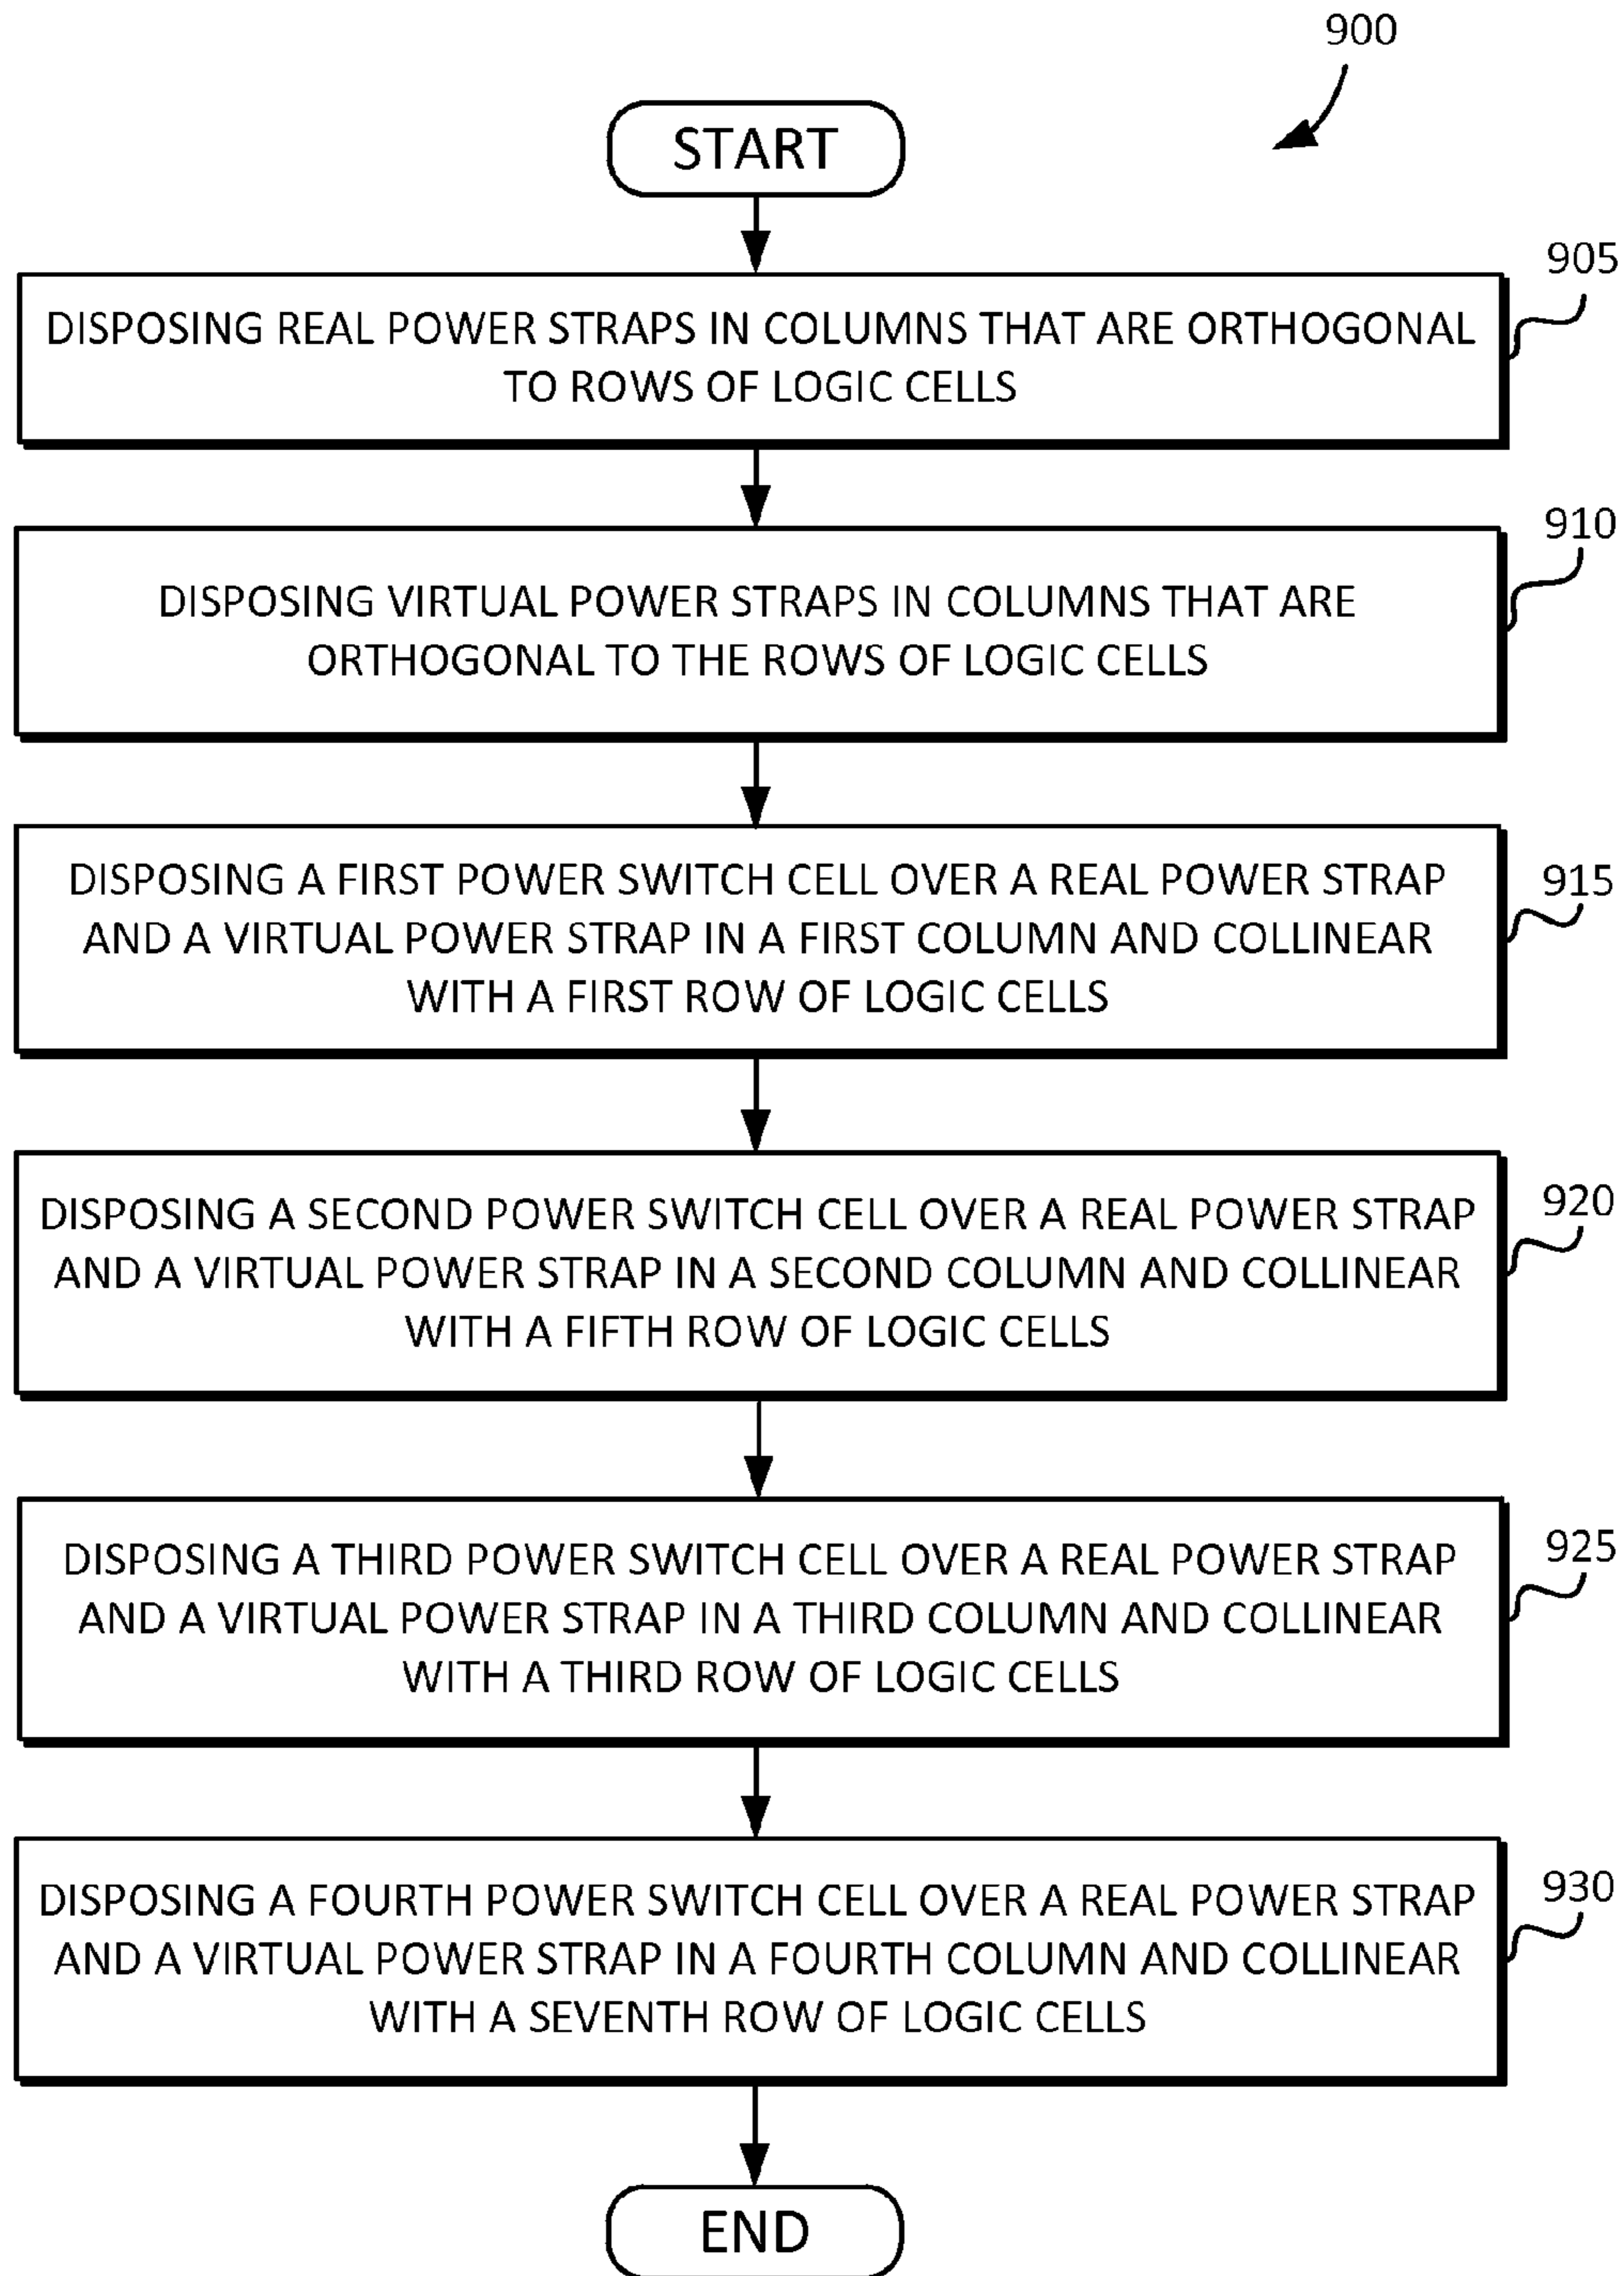 900
START
905
DISPOSING REAL POWER STRAPS IN COLUMNS THAT ARE ORTHOGONAL
TO ROWS OF LOGIC CELLS
910
DISPOSING VIRTUAL POWER STRAPS IN COLUMNS THAT ARE
ORTHOGONAL TO THE ROWS OF LOGIC CELLS
915
DISPOSING A FIRST POWER SWITCH CELL OVER A REAL POWER STRAP
AND A VIRTUAL POWER STRAP IN A FIRST COLUMN AND COLLINEAR
WITH A FIRST ROW OF LOGIC CELLS
920
DISPOSING A SECOND POWER SWITCH CELL OVER A REAL POWER STRAP
AND A VIRTUAL POWER STRAP IN A SECOND COLUMN AND COLLINEAR
WITH A FIFTH ROW OF LOGIC CELLS
925
DISPOSING A THIRD POWER SWITCH CELL OVER A REAL POWER STRAP
AND A VIRTUAL POWER STRAP IN A THIRD COLUMN AND COLLINEAR
WITH A THIRD ROW OF LOGIC CELLS
930
DISPOSING A FOURTH POWER SWITCH CELL OVER A REAL POWER STRAP
AND A VIRTUAL POWER STRAP IN A FOURTH COLUMN AND COLLINEAR
WITH A SEVENTH ROW OF LOGIC CELLS
END